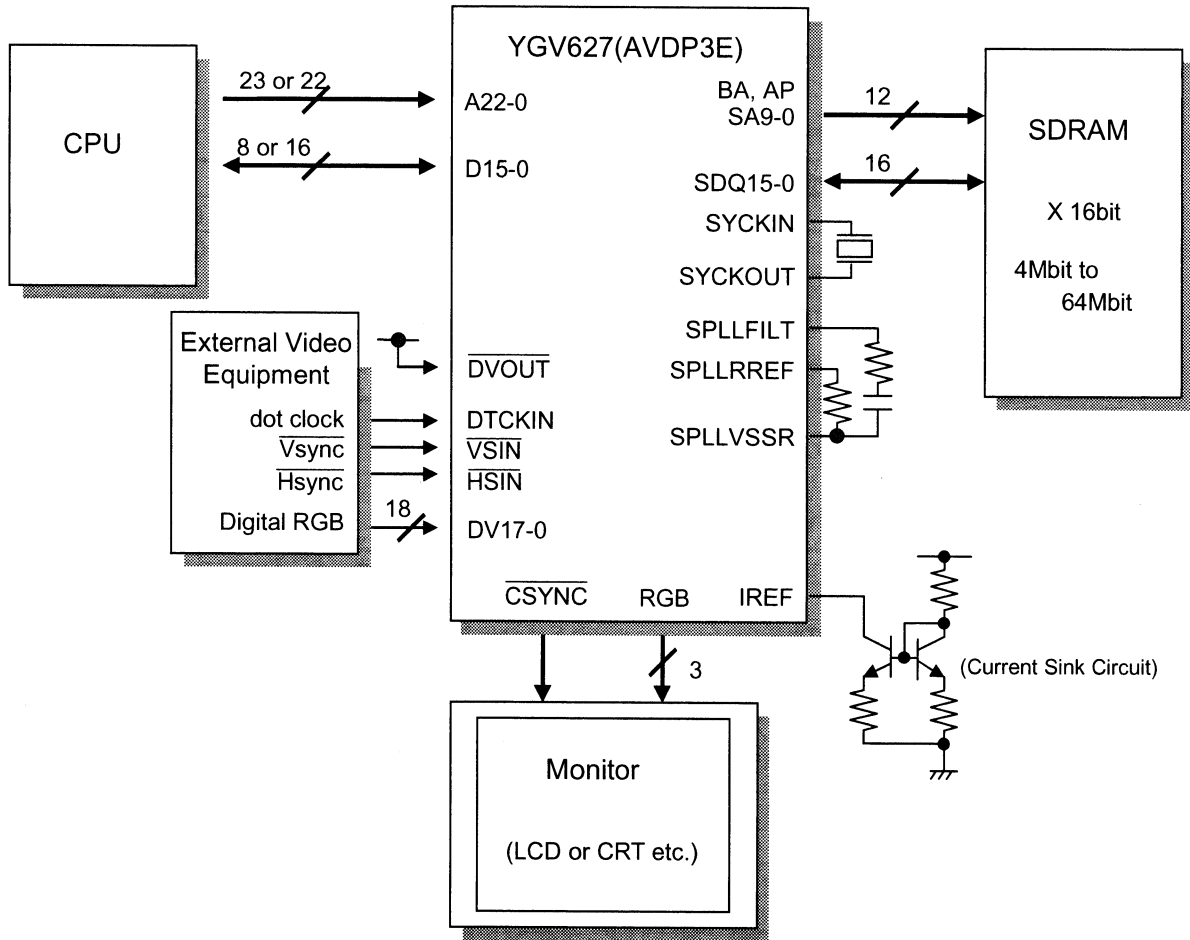 YGV627(AVDP3E)
CPU
23 or 22
8 or 16
A22-0
D15-0
BA, AP
SA9-0
12
SDQ15-0
16
SDRAM
X 16bit
4Mbit to
64Mbit
SYCKIN
SYCKOUT
SPLLFILT
SPLLRREF
SPLLVSSR
External Video
Equipment
dot clock
Vsync
Hsync
Digital RGB
18
DVOUT
DTCKIN
VSIN
HSIN
DV17-0
CSYNC
RGB
IREF
3
(Current Sink Circuit)
Monitor
(LCD or CRT etc.)